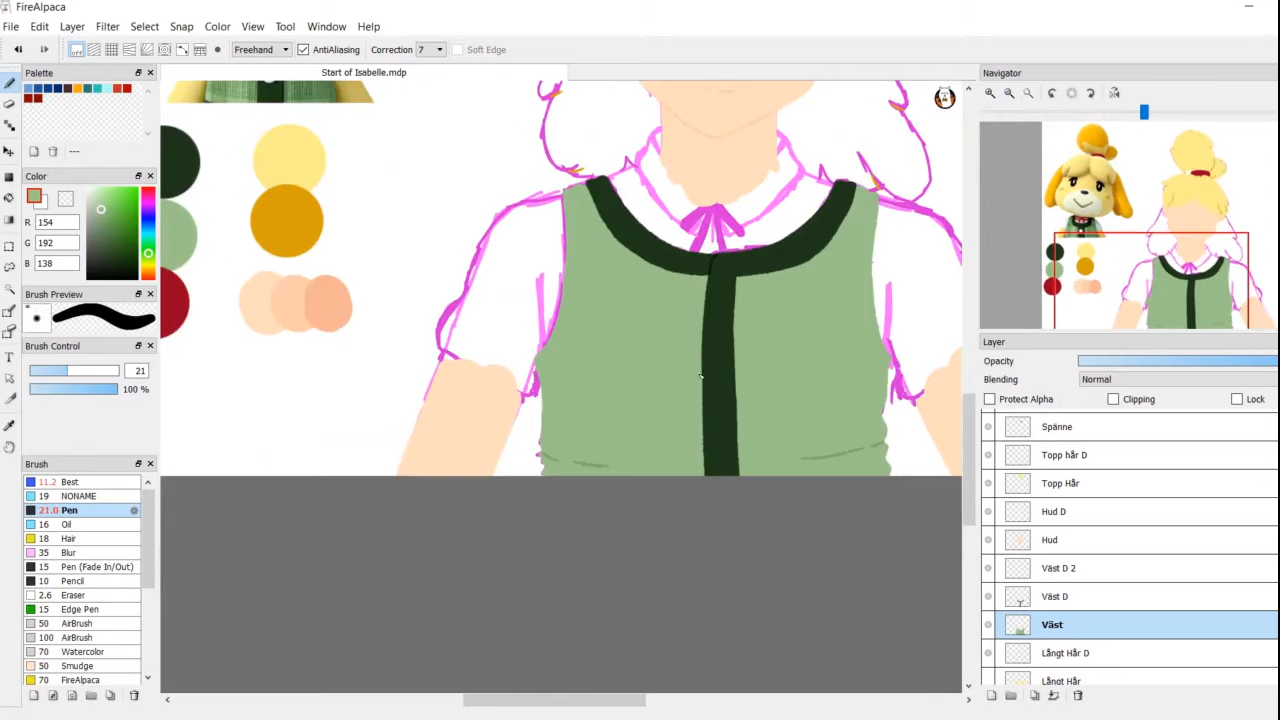 FireAlpaca
File Edit Layer Filter Select Snap Color View Tool Window Help
Freehand AntiAliasing Correction 7 Soft Edge
Palette
Start of Isabelle.mdp
Navigator
---
Color
R 154
G 192
B 138
Brush Preview
Brush Control
21
100 %
Brush
11.2 Best
19 NONAME
21.0 Pen
16 Oil
18 Hair
35 Blur
15 Pen (Fade In/Out)
10 Pencil
2.6 Eraser
15 Edge Pen
50 AirBrush
100 AirBrush
70 Watercolor
50 Smudge
70 FireAlpaca
Layer
Opacity
Blending Normal
Protect Alpha Clipping Lock
Spänne
Topp hår D
Topp Hår
Hud D
Hud
Väst D 2
Väst D
Väst
Långt Hår D
Långt Hår